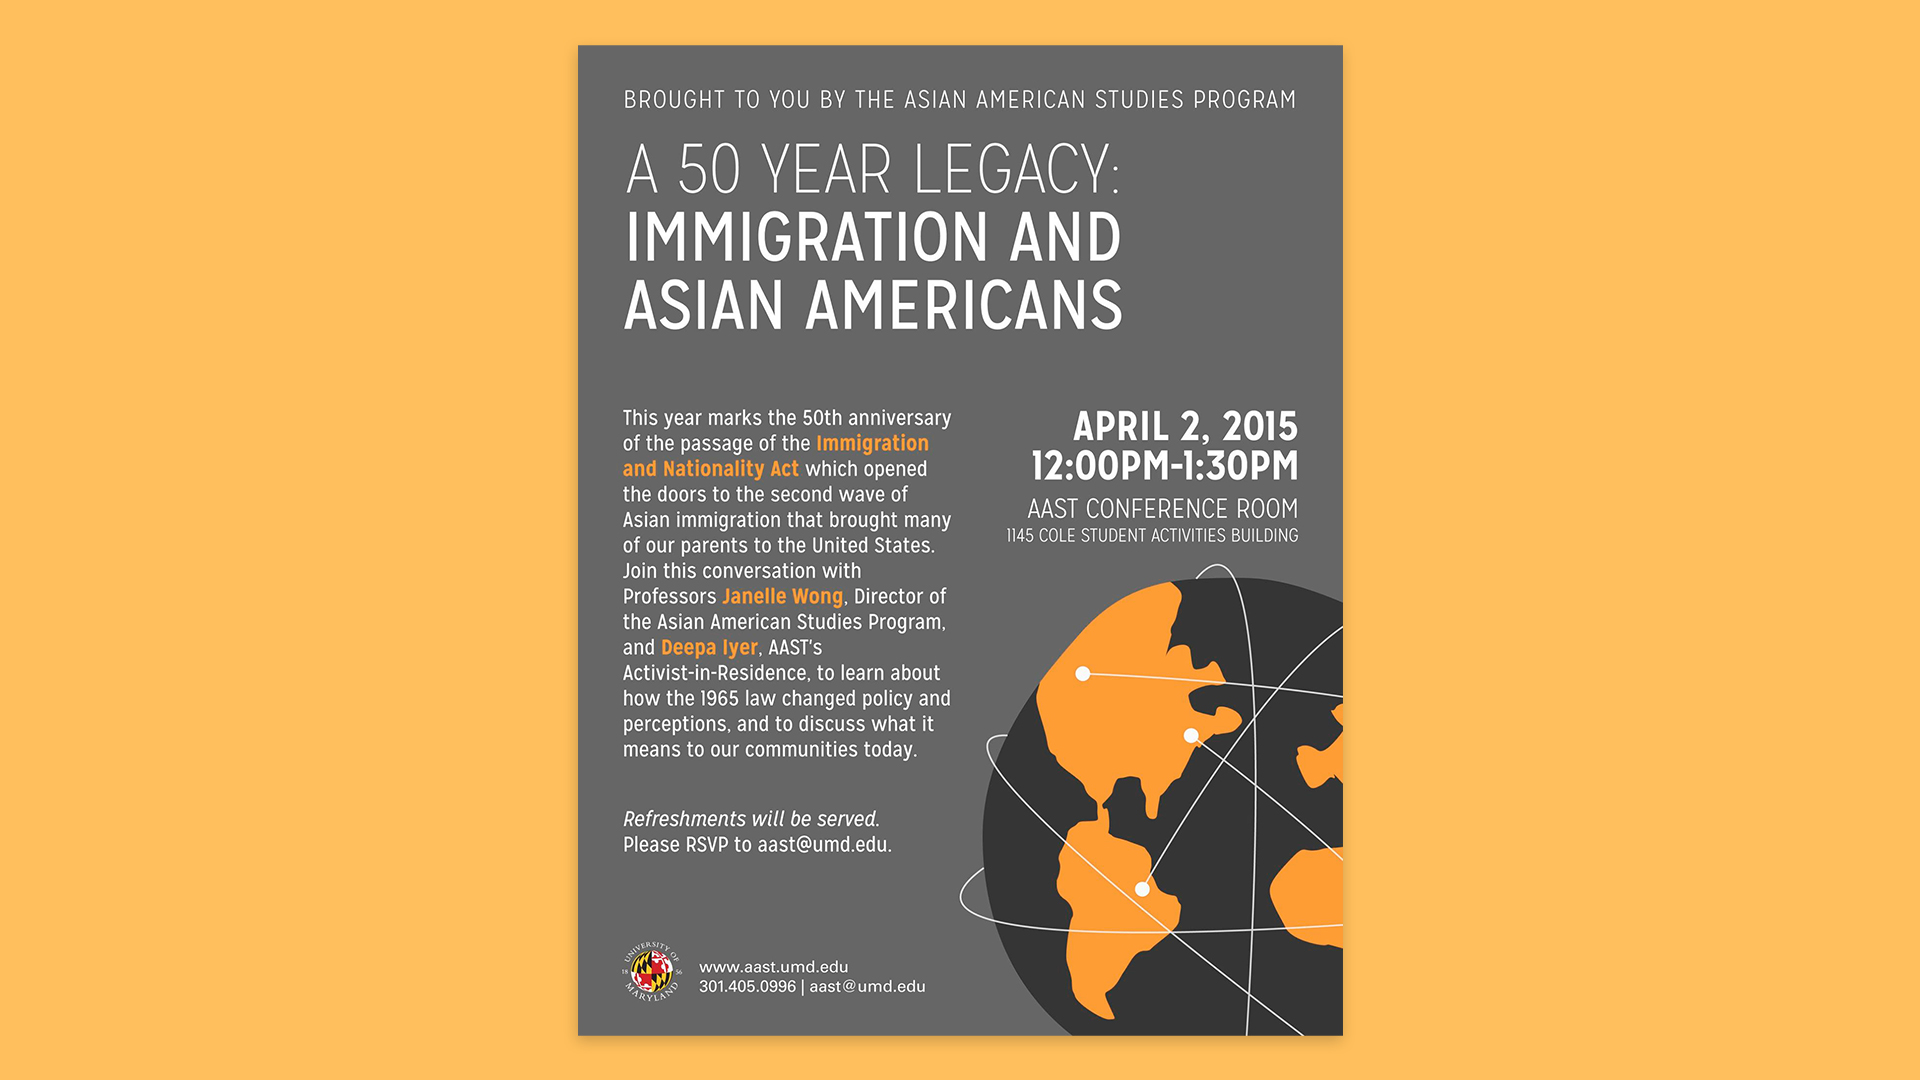 BROUGHT TO YOU BY THE ASIAN AMERICAN STUDIES PROGRAM
A 50 YEAR LEGACY:
IMMIGRATION AND
ASIAN AMERICANS
This year marks the 50th anniversary
of the passage of the Immigration
and Nationality Act which opened
the doors to the second wave of
Asian immigration that brought many
of our parents to the United States.
Join this conversation with
Professors Janelle Wong, Director of
the Asian American Studies Program,
and Deepa Iyer, AAST's
Activist-in-Residence, to learn about
how the 1965 law changed policy and
perceptions, and to discuss what it
means to our communities today.
Refreshments will be served.
Please RSVP to aast@umd.edu.
APRIL 2, 2015
12:00PM-1:30PM
AAST CONFERENCE ROOM
1145 COLE STUDENT ACTIVITIES BUILDING
UNIVERSITY OF
18 56
MARYLAND
www.aast.umd.edu
301.405.0996 | aast@umd.edu